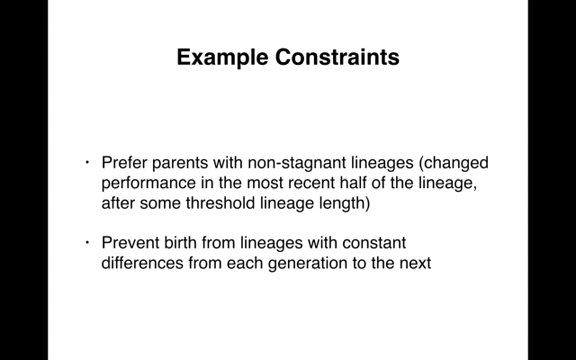 Example Constraints
• Prefer parents with non-stagnant lineages (changed
performance in the most recent half of the lineage,
after some threshold lineage length)
• Prevent birth from lineages with constant
differences from each generation to the next